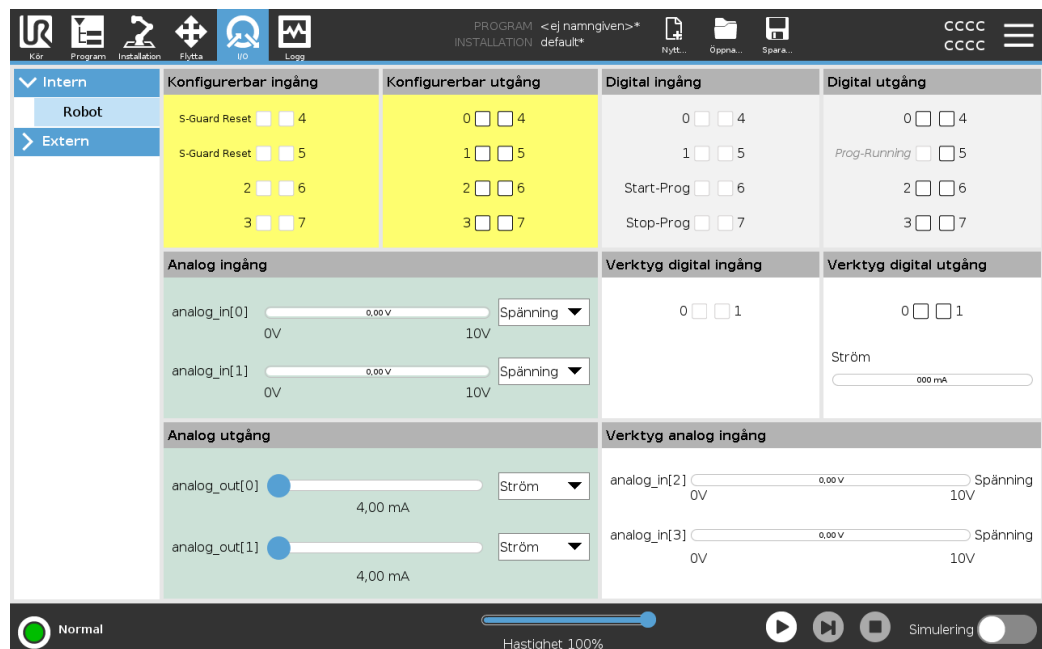 PROGRAM <ej namngiven>*
INSTALLATION default*
CCCC
CCCC
UR
Kör Program Installation Flytta I/O Logg Nytt... Öppna... Spara...
Intern
Robot
Extern
Konfigurerbar ingång
S-Guard Reset 4
S-Guard Reset 5
2 6
3 7
Konfigurerbar utgång
0 4
1 5
2 6
3 7
Digital ingång
0 4
1 5
Start-Prog 6
Stop-Prog 7
Digital utgång
0 4
Prog-Running 5
2 6
3 7
Analog ingång
analog_in[0] 0,00 V Spänning
0V 10V
analog_in[1] 0,00 V Spänning
0V 10V
Verktyg digital ingång
0 1
Verktyg digital utgång
0 1
Ström
000 mA
Analog utgång
analog_out[0] Ström
4,00 mA
analog_out[1] Ström
4,00 mA
Verktyg analog ingång
analog_in[2] 0,00 V Spänning
0V 10V
analog_in[3] 0,00 V Spänning
0V 10V
Normal
Hastighet 100%
Simulering